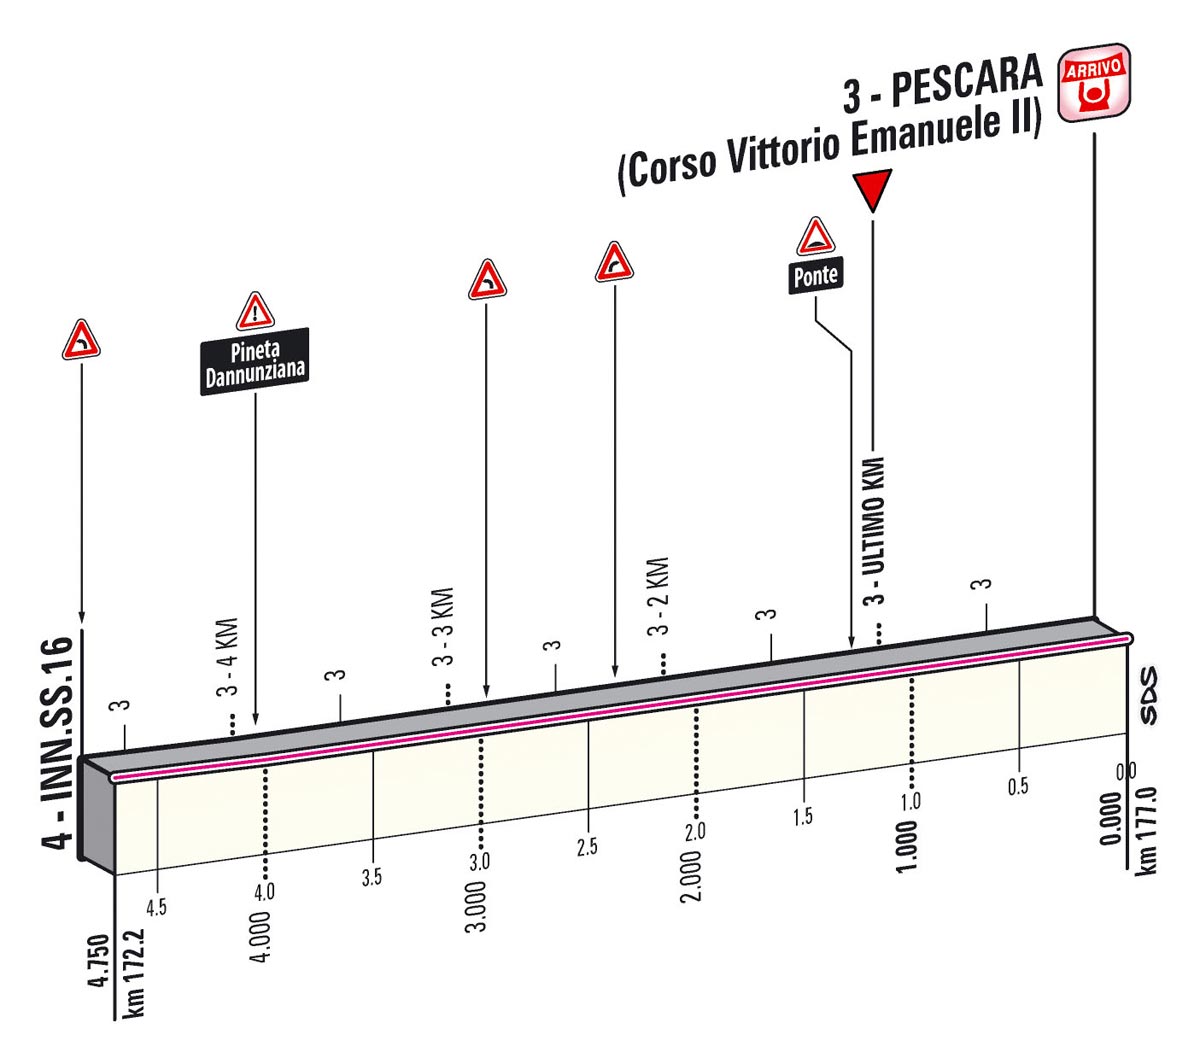 ARRIVO
3 - PESCARA
(Corso Vittorio Emanuele II)
!
Ponte
Pineta
Dannunziana
4 - INN.SS.16
3
3 - 4 KM
3
3 - 3 KM
3
3 - 2 KM
3
3 - ULTIMO KM
3
SDS
4.5
4.0
3.5
3.0
2.5
2.0
1.5
1.0
0.5
0.0
4.750
km 172.2
4.000
3.000
2.000
1.000
0.000
km 177.0